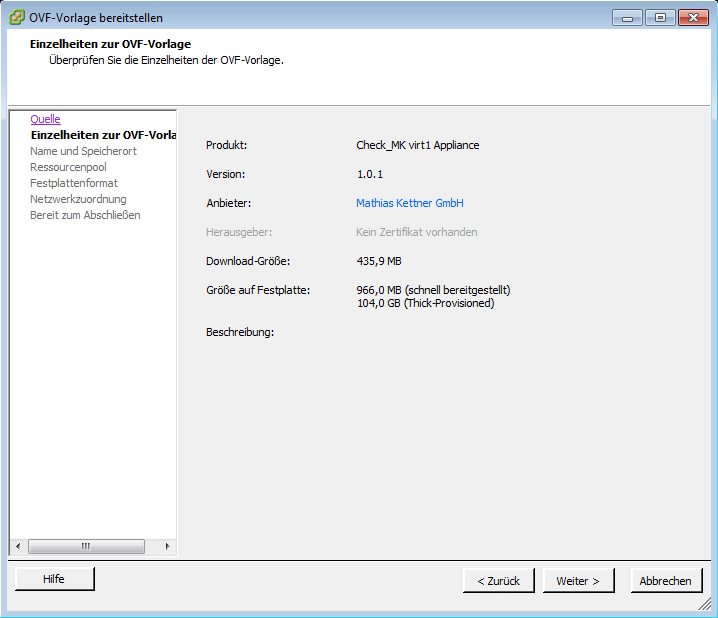 OVF-Vorlage bereitstellen
Einzelheiten zur OVF-Vorlage
Überprüfen Sie die Einzelheiten der OVF-Vorlage.
Quelle
Einzelheiten zur OVF-Vorla
Name und Speicherort
Ressourcenpool
Festplattenformat
Netzwerkzuordnung
Bereit zum Abschließen
Produkt: Check_MK virt1 Appliance
Version: 1.0.1
Anbieter: Mathias Kettner GmbH
Herausgeber: Kein Zertifikat vorhanden
Download-Größe: 435,9 MB
Größe auf Festplatte: 966,0 MB (schnell bereitgestellt)
104,0 GB (Thick-Provisioned)
Beschreibung:
Hilfe < Zurück Weiter > Abbrechen